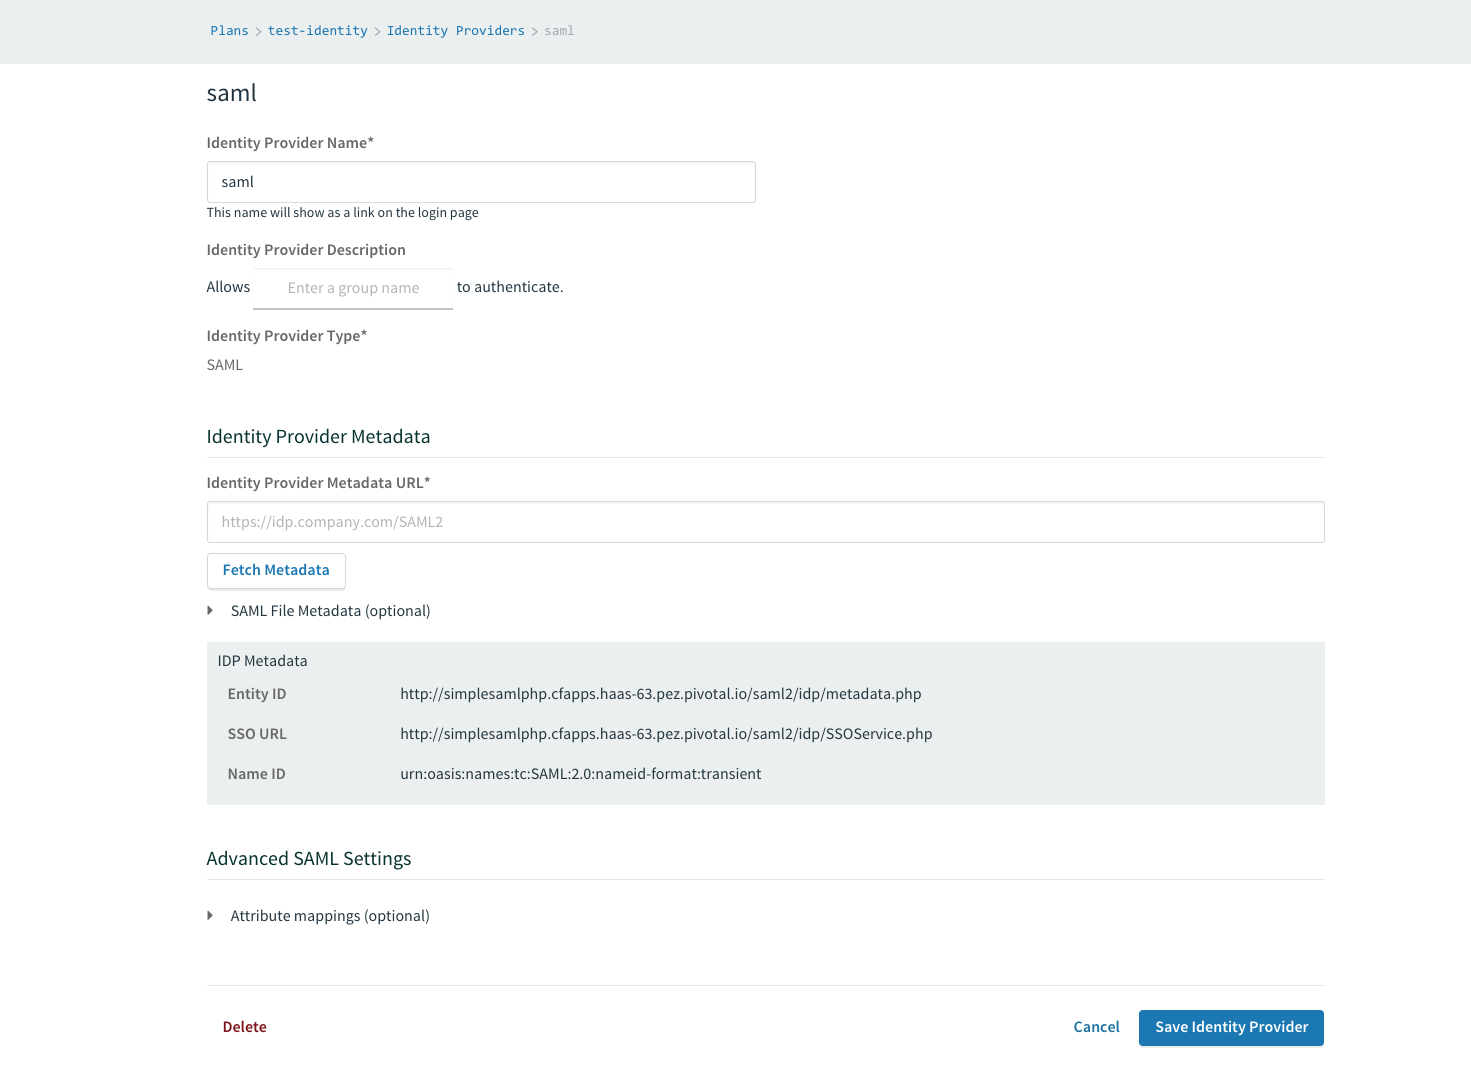 Plans > test-identity > Identity Providers > saml
saml
Identity Provider Name*
saml
This name will show as a link on the login page
Identity Provider Description
Allows Enter a group name to authenticate.
Identity Provider Type*
SAML
Identity Provider Metadata
Identity Provider Metadata URL*
https://idp.company.com/SAML2
Fetch Metadata
SAML File Metadata (optional)
IDP Metadata
Entity ID http://simplesamlphp.cfapps.haas-63.pez.pivotal.io/saml2/idp/metadata.php
SSO URL http://simplesamlphp.cfapps.haas-63.pez.pivotal.io/saml2/idp/SSOService.php
Name ID urn:oasis:names:tc:SAML:2.0:nameid-format:transient
Advanced SAML Settings
Attribute mappings (optional)
Delete Cancel Save Identity Provider